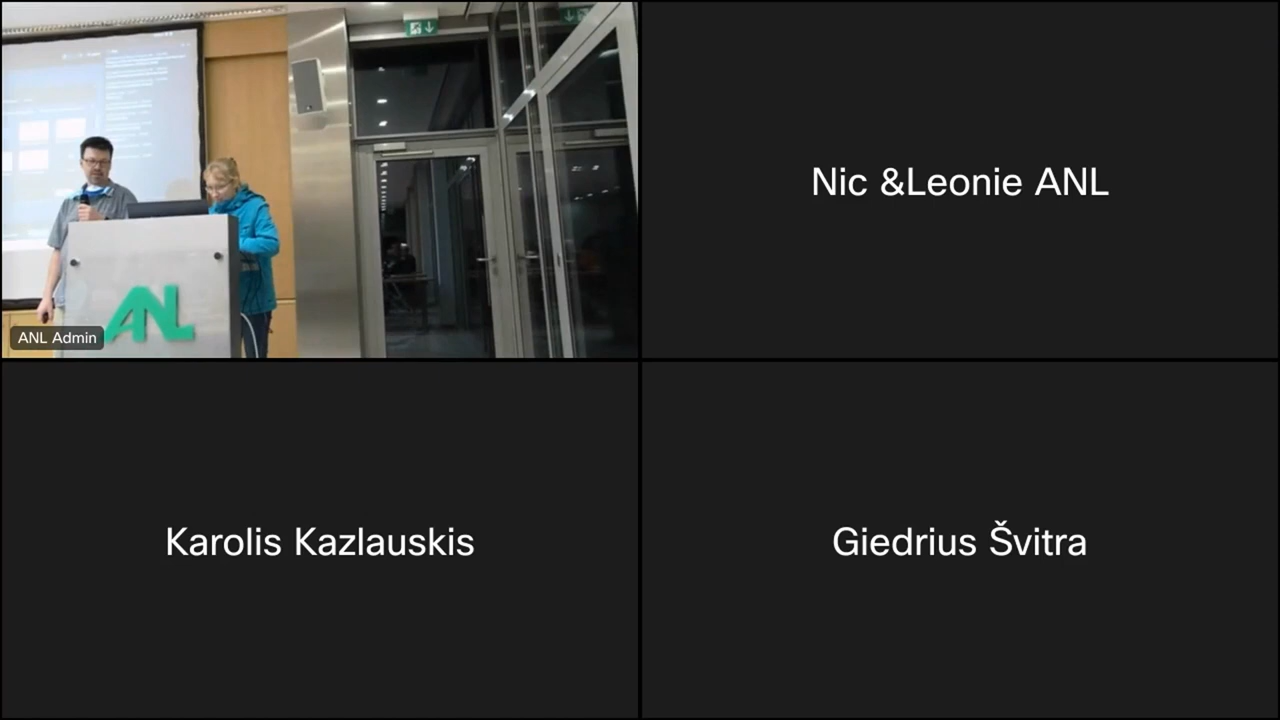 ANL
ANL Admin
Nic &Leonie ANL
Karolis Kazlauskis
Giedrius Švitra